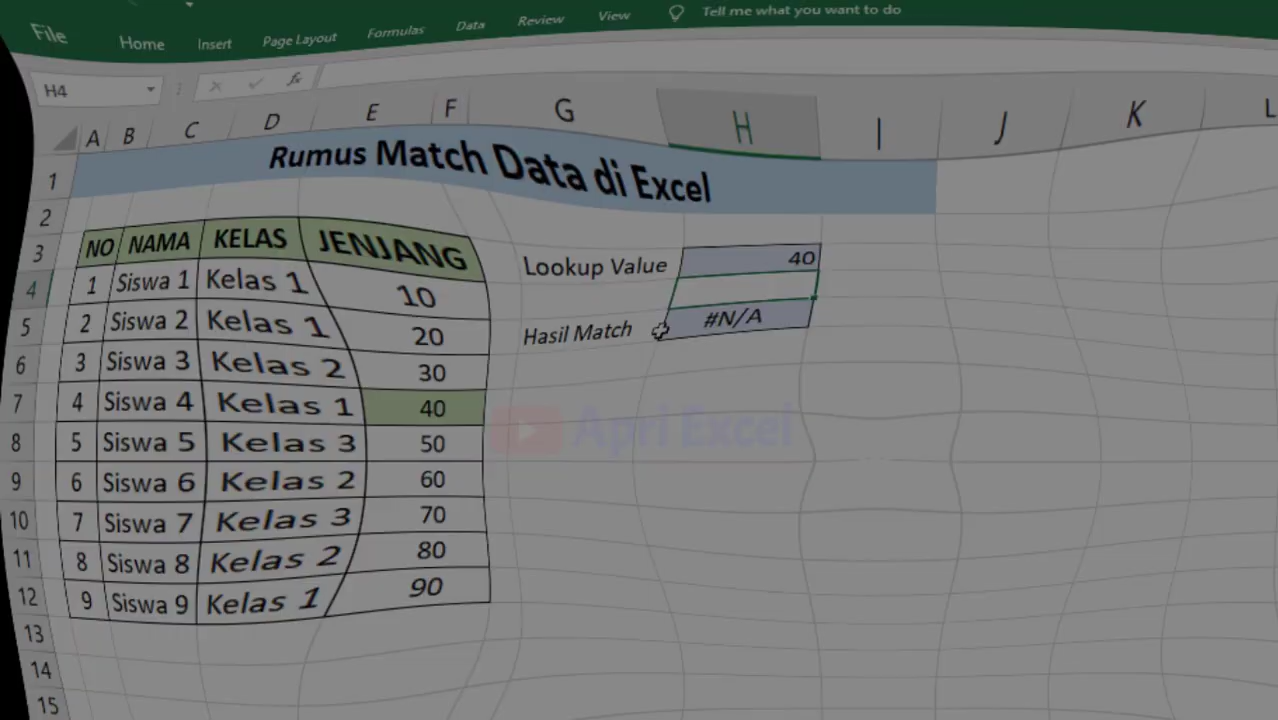 File Home Insert Page Layout Formulas Data Review View Tell me what you want to do
H4 fx
A B C D E F G H I J K L
1 Rumus Match Data di Excel
2
3 NO NAMA KELAS JENJANG Lookup Value 40
4 1 Siswa 1 Kelas 1 10
5 2 Siswa 2 Kelas 1 20 Hasil Match #N/A
6 3 Siswa 3 Kelas 2 30
7 4 Siswa 4 Kelas 1 40
Apri Excel
8 5 Siswa 5 Kelas 3 50
9 6 Siswa 6 Kelas 2 60
10 7 Siswa 7 Kelas 3 70
11 8 Siswa 8 Kelas 2 80
12 9 Siswa 9 Kelas 1 90
13
14
15